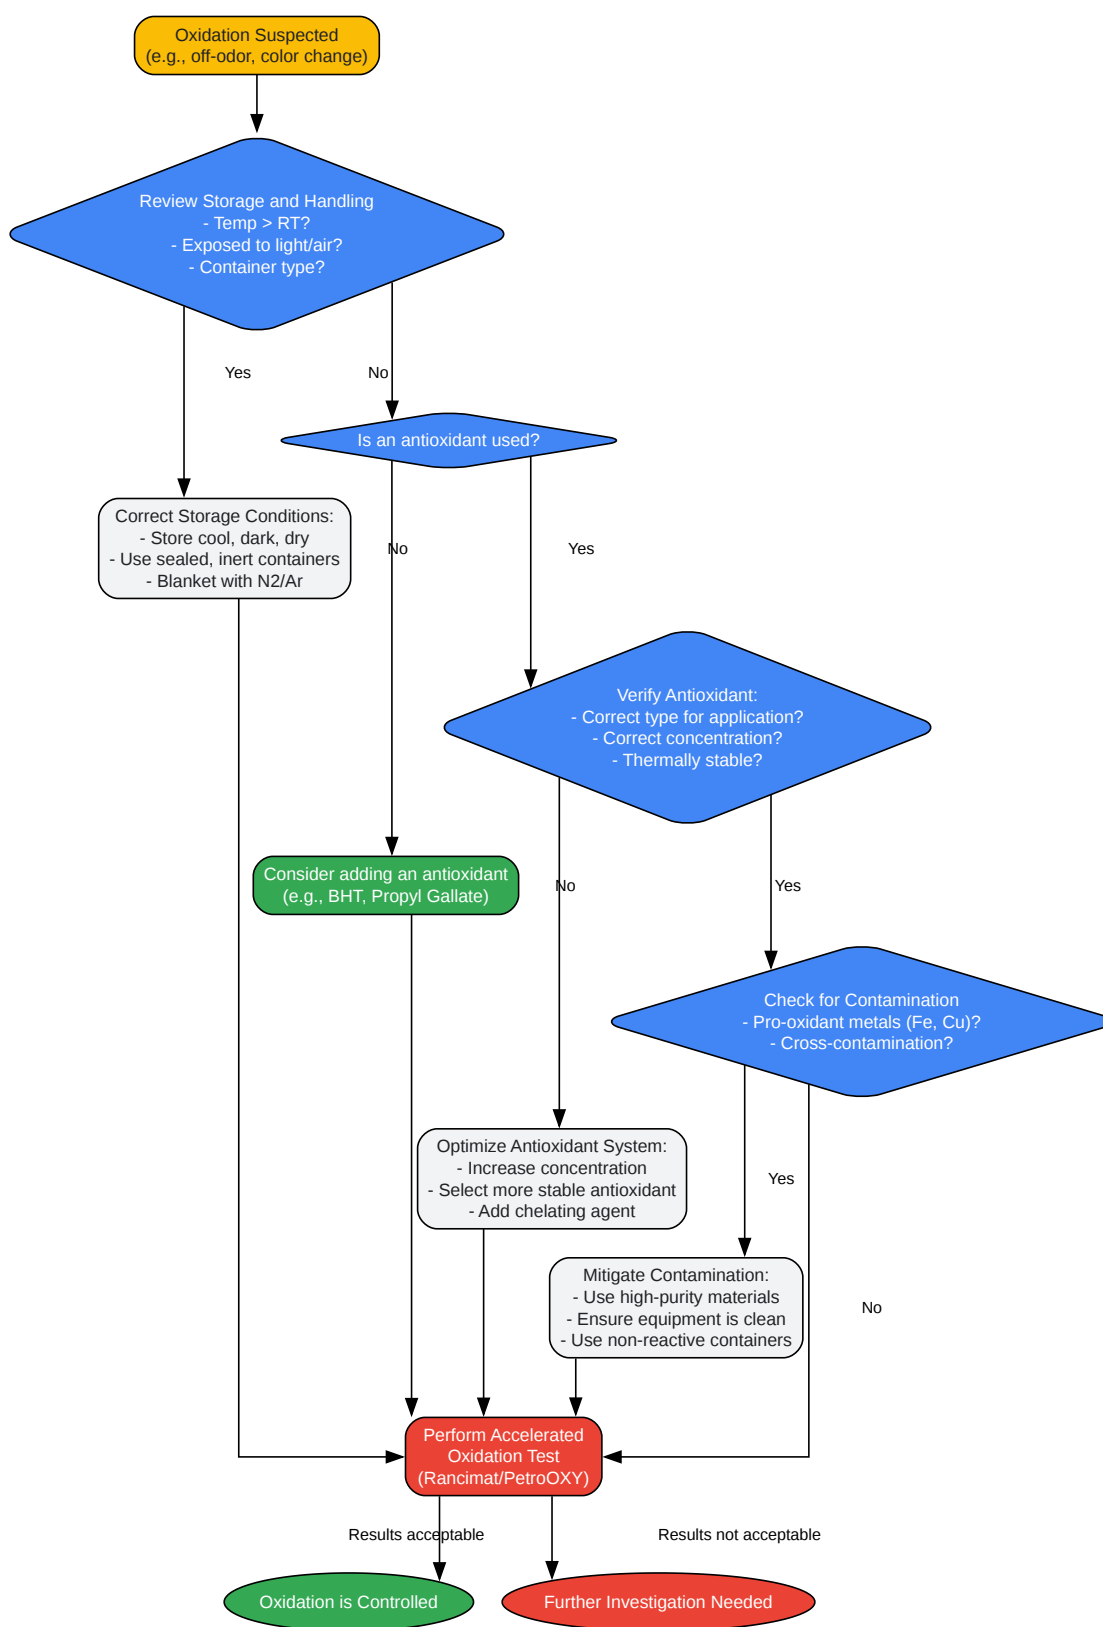 Oxidation Suspected
(e.g., off-odor, color change)
Review Storage and Handling
- Temp > RT?
- Exposed to light/air?
- Container type?
Yes
No
Is an antioxidant used?
Correct Storage Conditions:
- Store cool, dark, dry
- Use sealed, inert containers
- Blanket with N2/Ar
No
Yes
Verify Antioxidant:
- Correct type for application?
- Correct concentration?
- Thermally stable?
Consider adding an antioxidant
(e.g., BHT, Propyl Gallate)
No
Yes
Check for Contamination
- Pro-oxidant metals (Fe, Cu)?
- Cross-contamination?
Optimize Antioxidant System:
- Increase concentration
- Select more stable antioxidant
- Add chelating agent
Yes
Mitigate Contamination:
- Use high-purity materials
- Ensure equipment is clean
- Use non-reactive containers
No
Perform Accelerated
Oxidation Test
(Rancimat/PetroOXY)
Results acceptable
Results not acceptable
Oxidation is Controlled
Further Investigation Needed